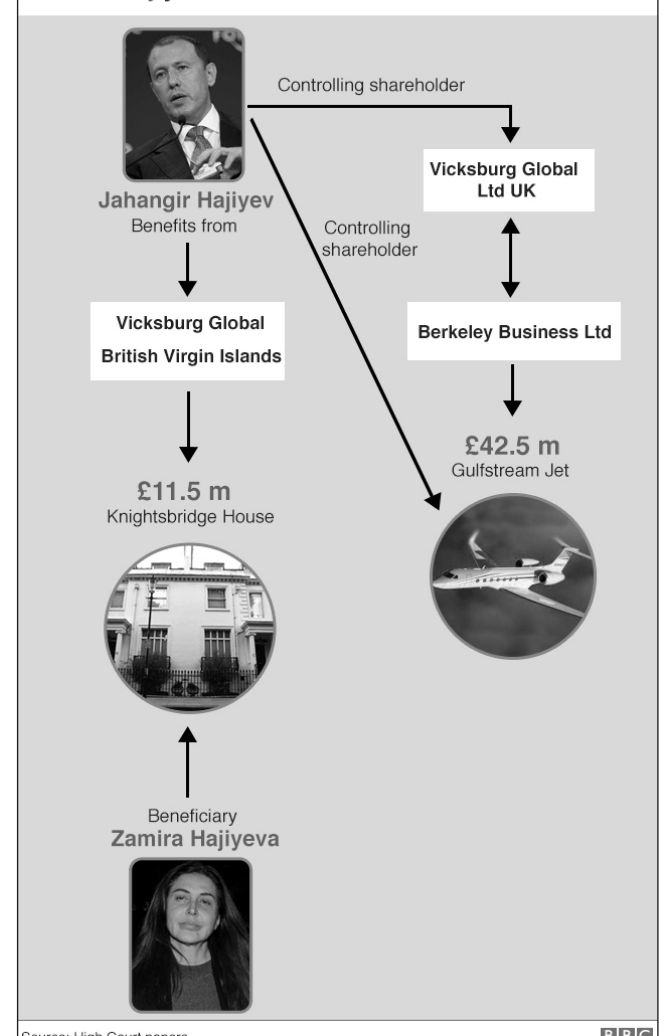 Controlling shareholder
Vicksburg Global
Ltd UK
Jahangir Hajiyev
Benefits from
Controlling
shareholder
Vicksburg Global
British Virgin Islands
Berkeley Business Ltd
£42.5 m
Gulfstream Jet
£11.5 m
Knightsbridge House
Beneficiary
Zamira Hajiyeva
Source: High Court papers
BBC